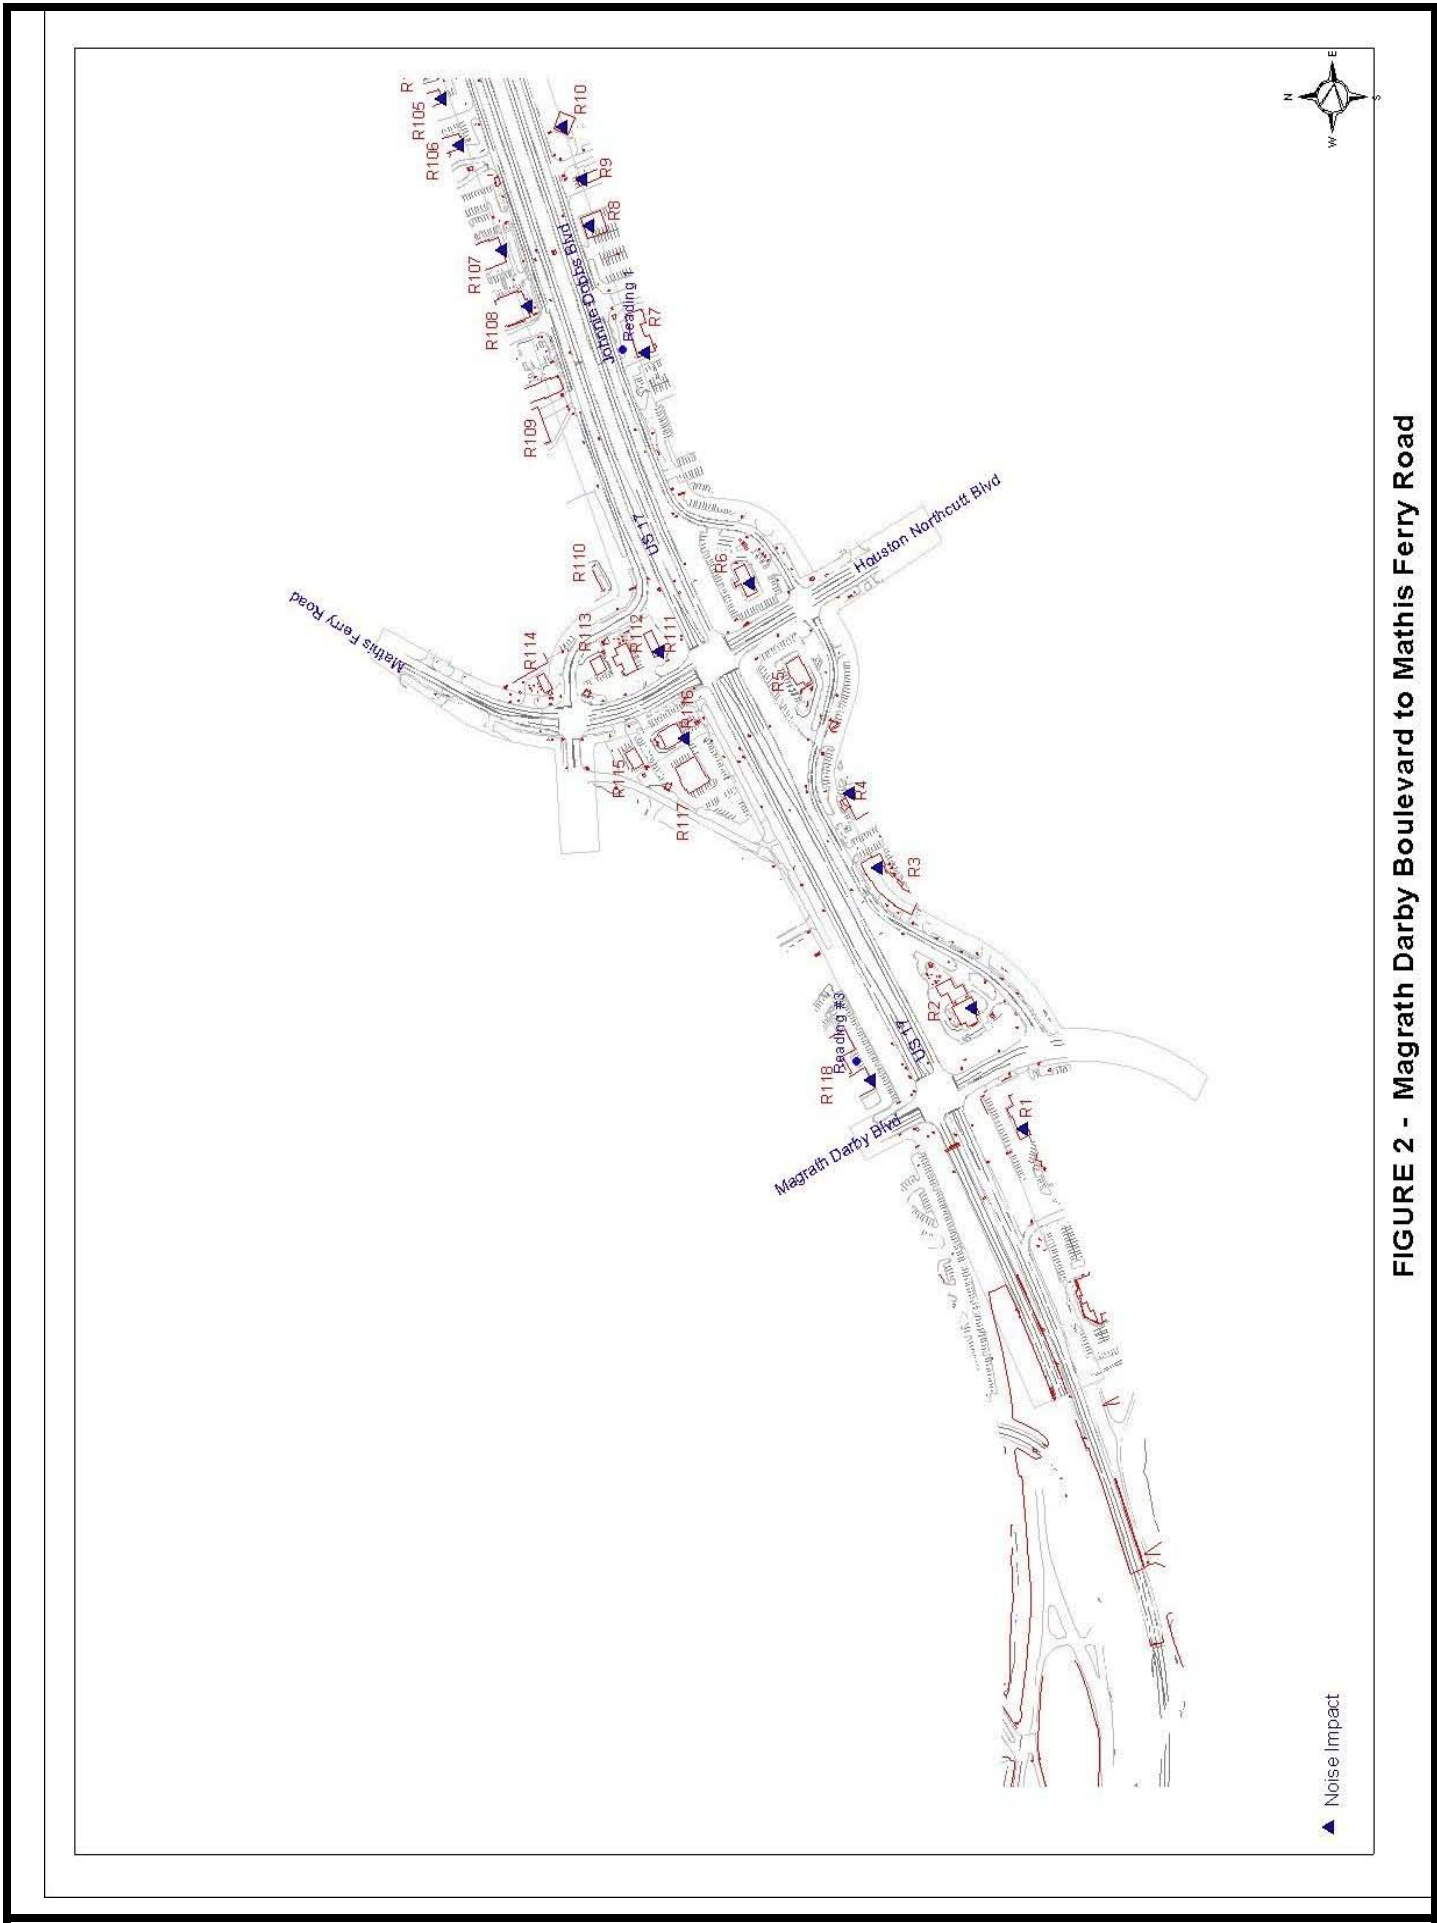 R
R105
R106
R107
R108
R109
R110
R10
R9
R8
Johnnie Dobbs Blvd
Reading
R7
US 17
Houston Northcutt Blvd
R6
Mathis Ferry Road
R114
R113
R112
R111
R116
R115
R117
R5
R4
R3
R2
US 17
Reading #3
R118
Magrath Darby Blvd
R1
N
E
S
W
Noise Impact
FIGURE 2 - Magrath Darby Boulevard to Mathis Ferry Road